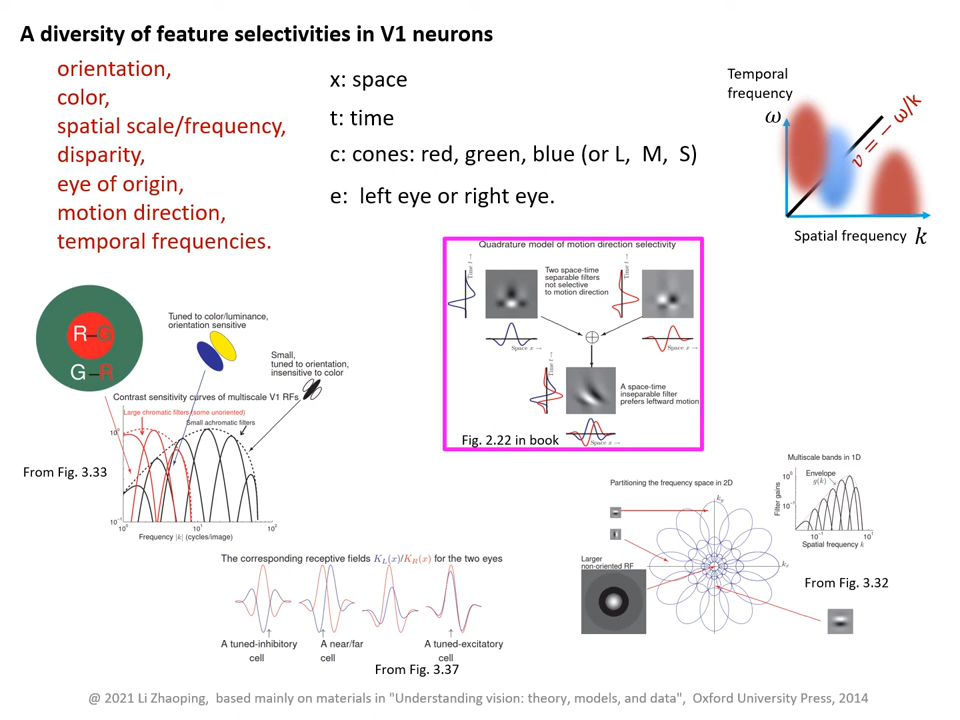 A diversity of feature selectivities in V1 neurons
orientation,
color,
spatial scale/frequency,
disparity,
eye of origin,
motion direction,
temporal frequencies.
x: space
t: time
c: cones: red, green, blue (or L, M, S)
e: left eye or right eye.
Temporal
frequency
ω
v = − ω/k
Spatial frequency k
Quadrature model of motion direction selectivity
Time t →
Two space-time
separable filters
not selective
to motion direction
Time t →
Space x →
Space x →
Time t →
A space-time
inseparable filter
prefers leftward motion
Space x →
Fig. 2.22 in book
R–G
G–R
Tuned to color/luminance,
orientation sensitive
Small,
tuned to orientation,
insensitive to color
Contrast sensitivity curves of multiscale V1 RFs
Large chromatic filters (some unoriented)
Small achromatic filters
Frequency |k| (cycles/image)
From Fig. 3.33
The corresponding receptive fields K_L(x)/K_R(x) for the two eyes
A tuned-inhibitory
cell
A near/far
cell
A tuned-excitatory
cell
From Fig. 3.37
Partitioning the frequency space in 2D
Larger
non-oriented RF
Multiscale bands in 1D
Envelope
g(k)
Filter gains
Spatial frequency k
From Fig. 3.32
@ 2021 Li Zhaoping, based mainly on materials in "Understanding vision: theory, models, and data", Oxford University Press, 2014